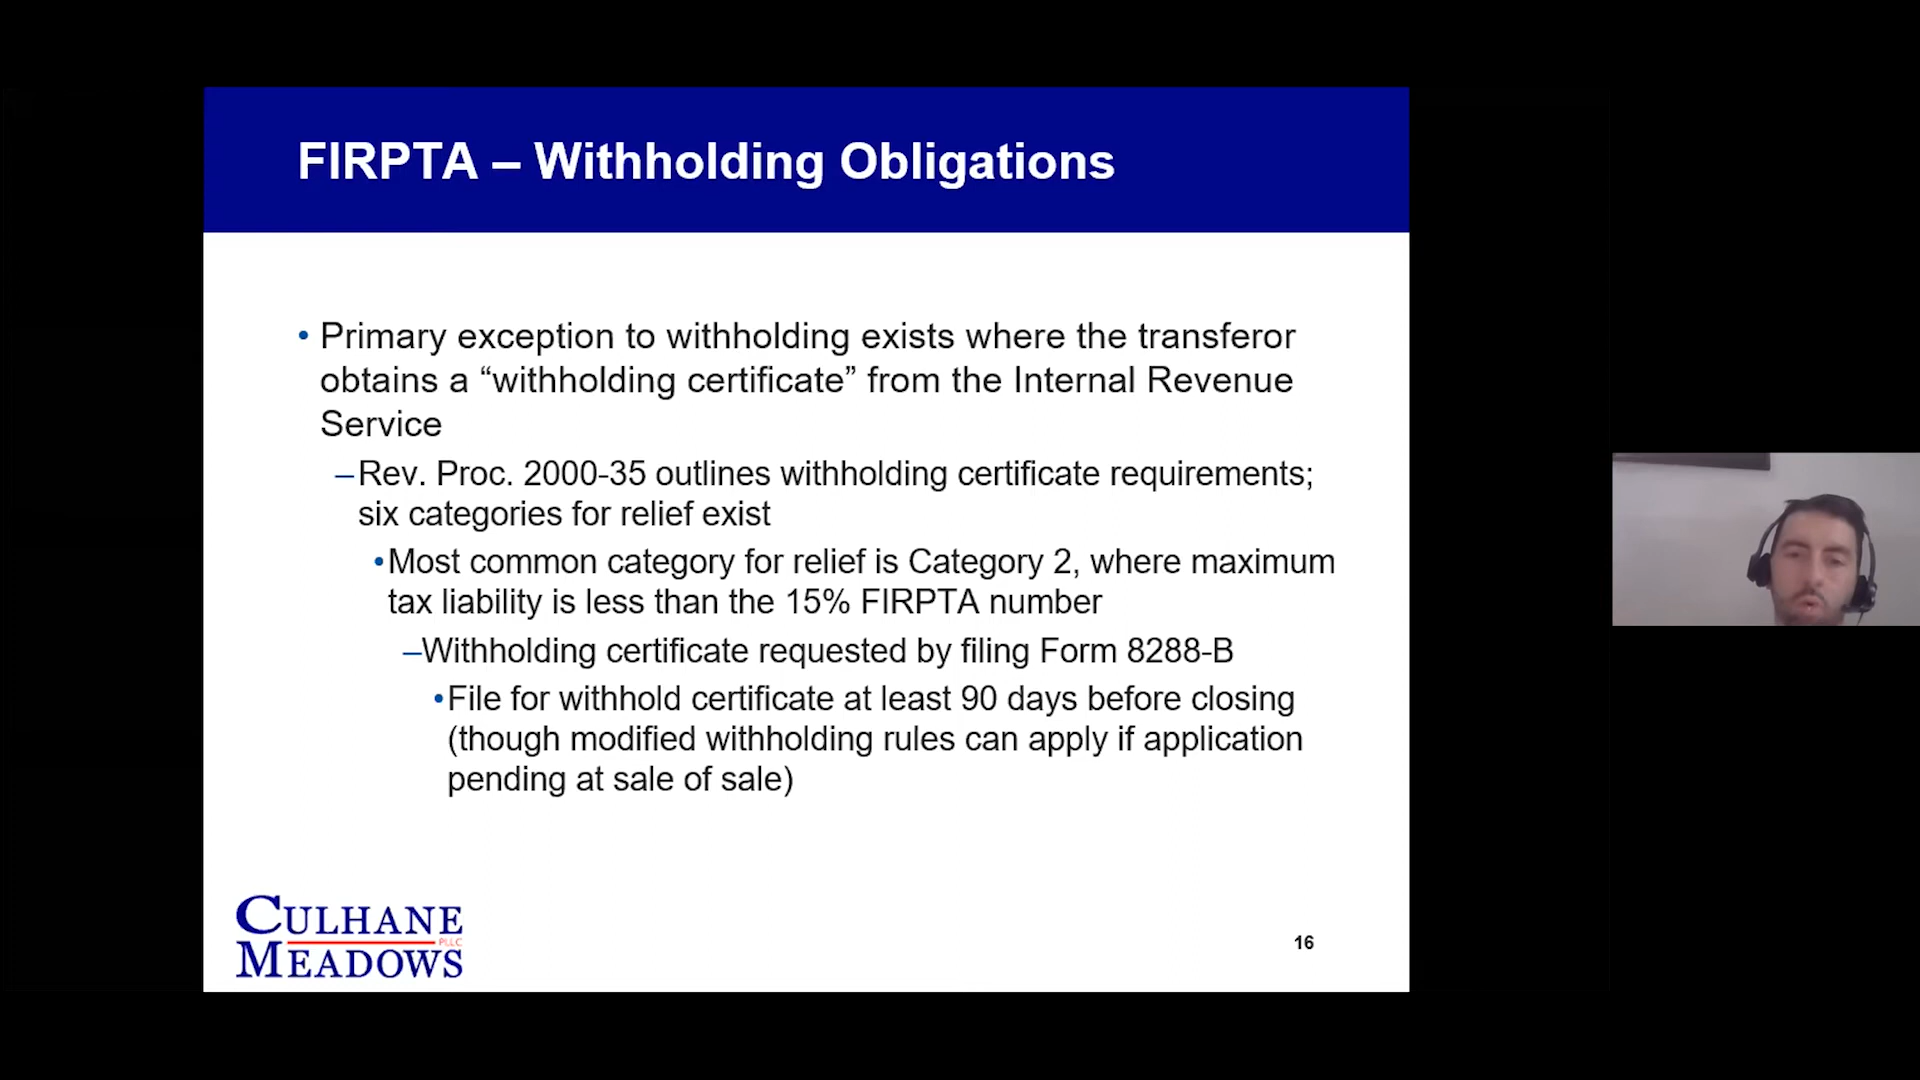 FIRPTA – Withholding Obligations
• Primary exception to withholding exists where the transferor
obtains a “withholding certificate” from the Internal Revenue
Service
–Rev. Proc. 2000-35 outlines withholding certificate requirements;
six categories for relief exist
•Most common category for relief is Category 2, where maximum
tax liability is less than the 15% FIRPTA number
–Withholding certificate requested by filing Form 8288-B
•File for withhold certificate at least 90 days before closing
(though modified withholding rules can apply if application
pending at sale of sale)
CULHANE
PLLC
MEADOWS
16